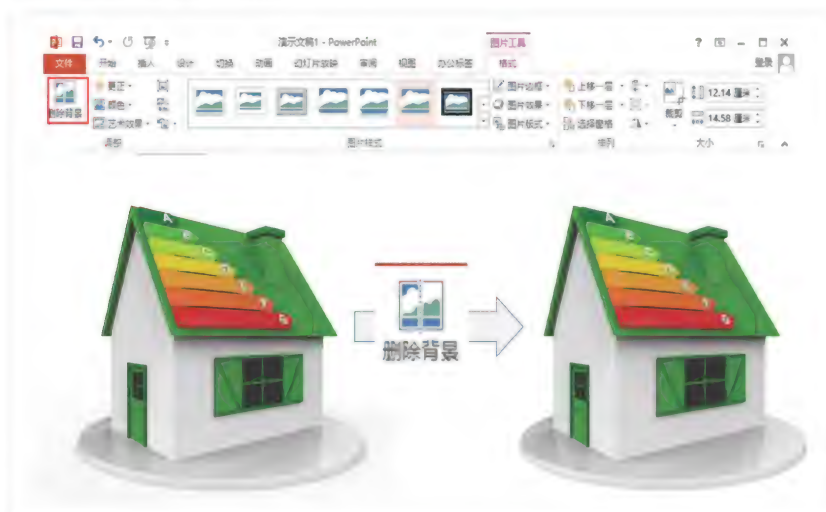 演示文稿1 - PowerPoint
图片工具
?
文件 开始 插入 设计 切换 动画 幻灯片放映 审阅 视图 办公标签 格式
登录
删除背景
更正
颜色
艺术效果
图片边框
图片效果
图片版式
上移一层
下移一层
选择窗格
裁剪
12.14 厘米
14.58 厘米
调整 图片样式 排列 大小
A
删除背景
A